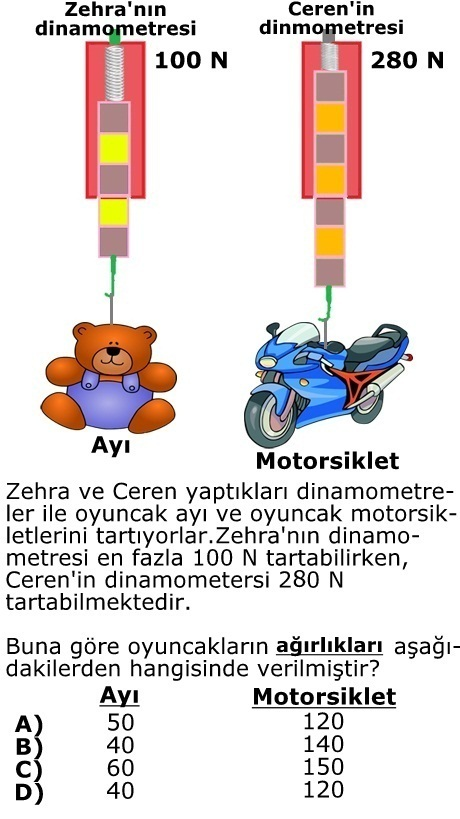 Zehra'nın
dinamometresi
100 N
Ceren'in
dinmometresi
280 N
Ayı
Motorsiklet
Zehra ve Ceren yaptıkları dinamometre-
ler ile oyuncak ayı ve oyuncak motorsik-
letlerini tartıyorlar.Zehra'nın dinamo-
metresi en fazla 100 N tartabilirken,
Ceren'in dinamometersi 280 N
tartabilmektedir.
Buna göre oyuncakların ağırlıkları aşağı-
dakilerden hangisinde verilmiştir?
Ayı Motorsiklet
A) 50 120
B) 40 140
C) 60 150
D) 40 120